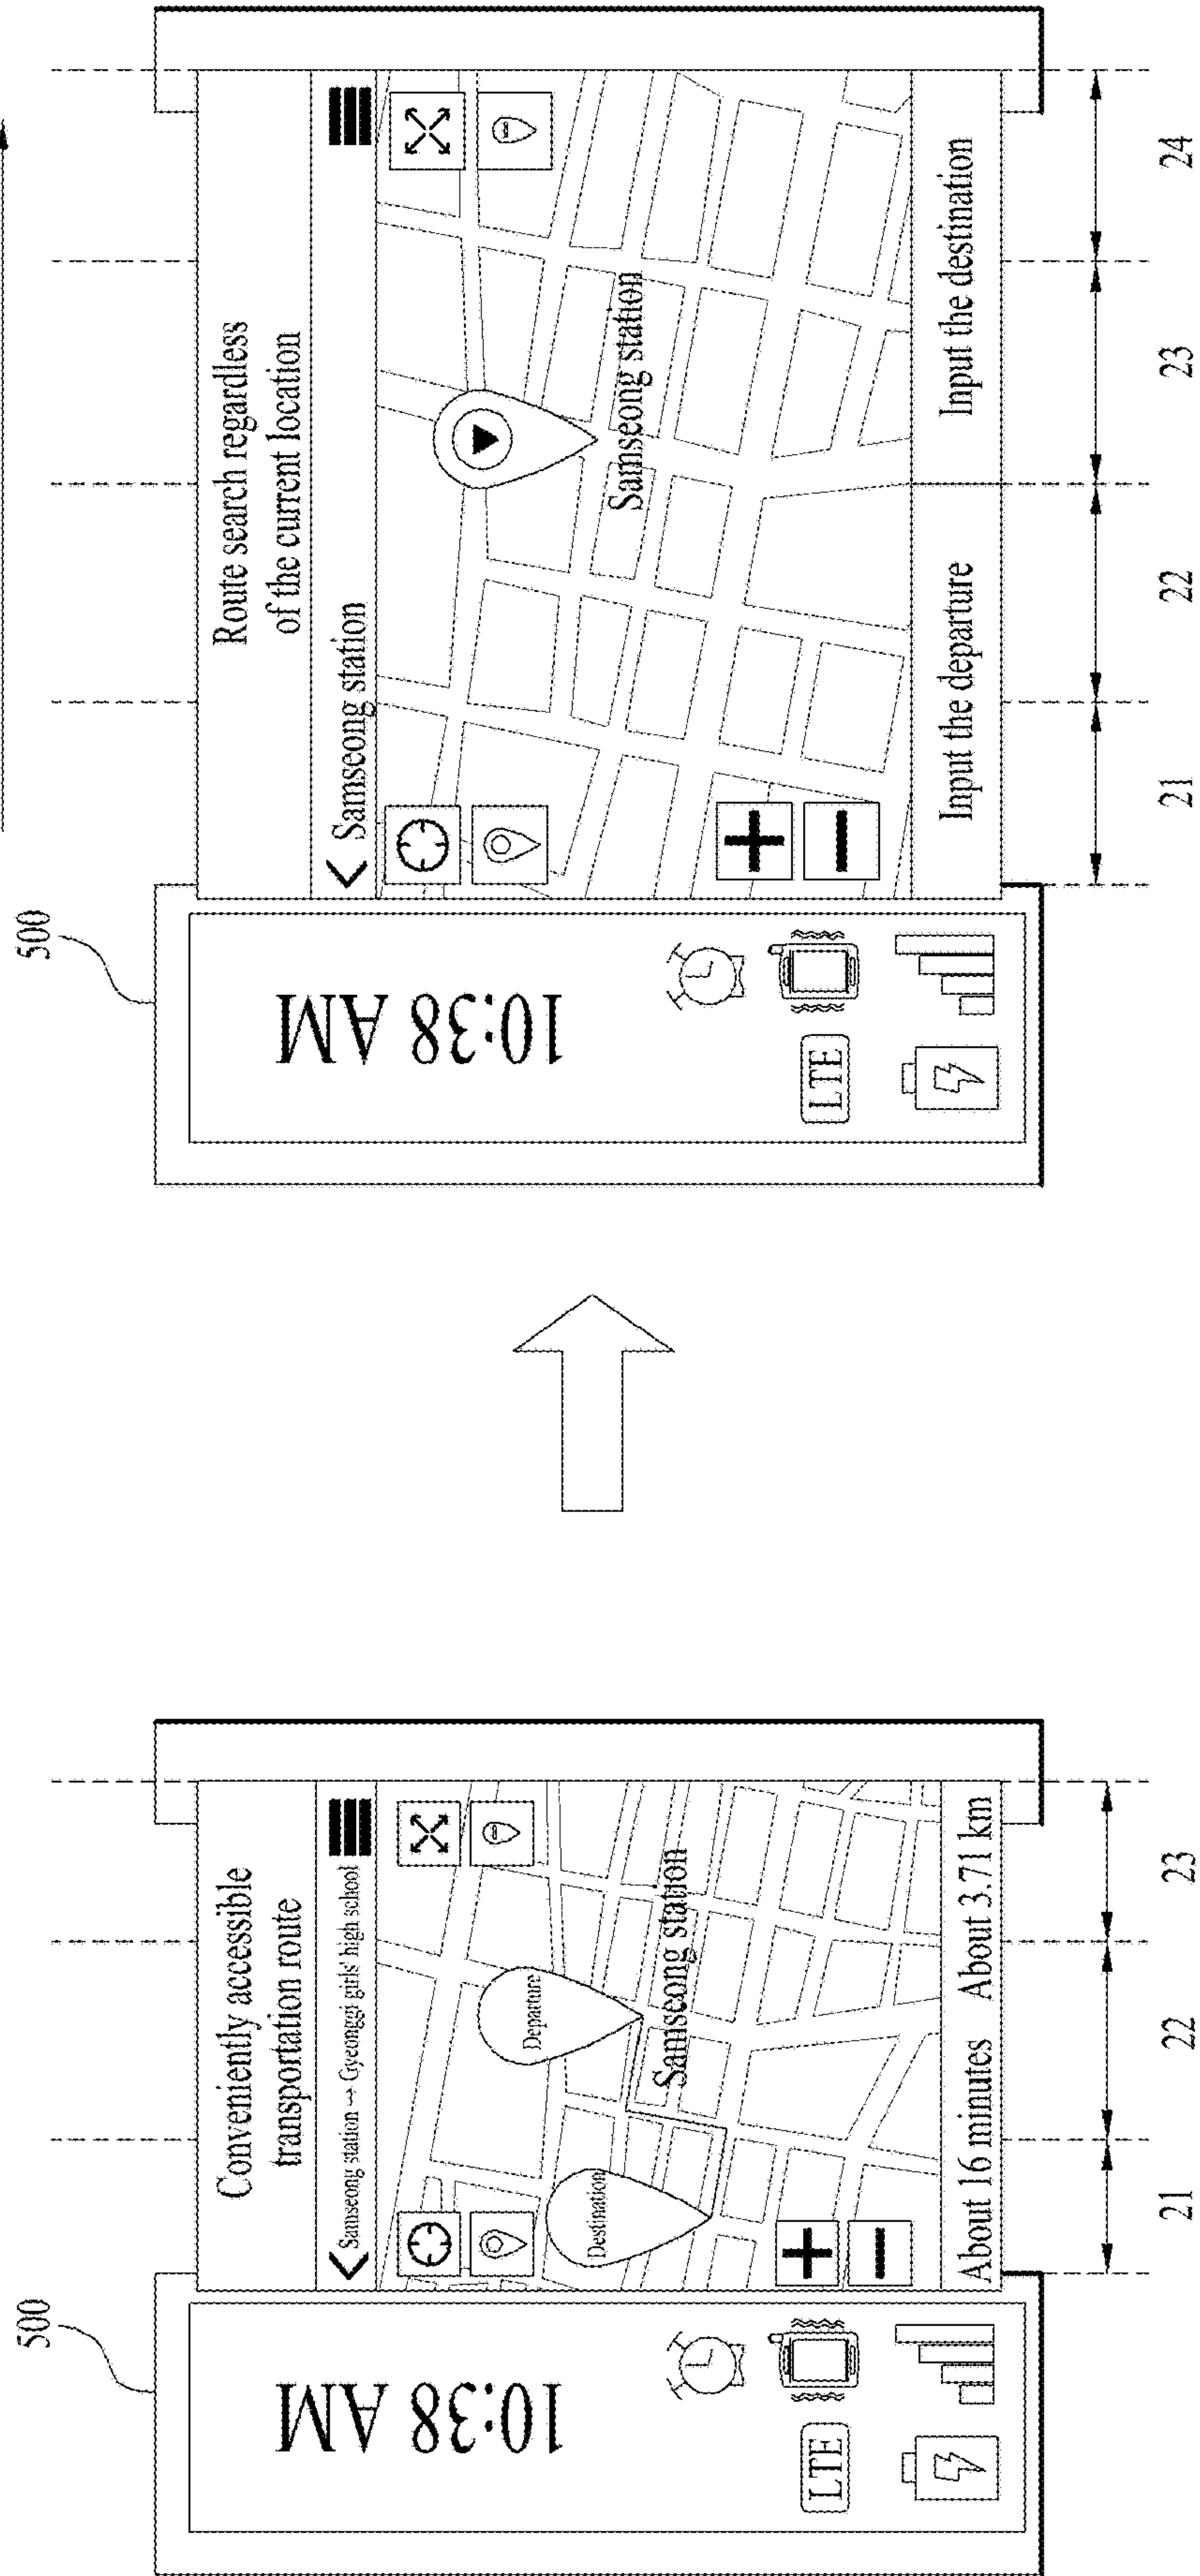 500
10:38 AM
LTE
Conveniently accessible
transportation route
Samseong station → Gyeonggi girls' high school
Destination
Departure
Samseong station
About 16 minutes About 3.71 km
21 22 23
500
10:38 AM
LTE
Route search regardless
of the current location
Samseong station
Samseong station
Input the departure Input the destination
21 22 23 24